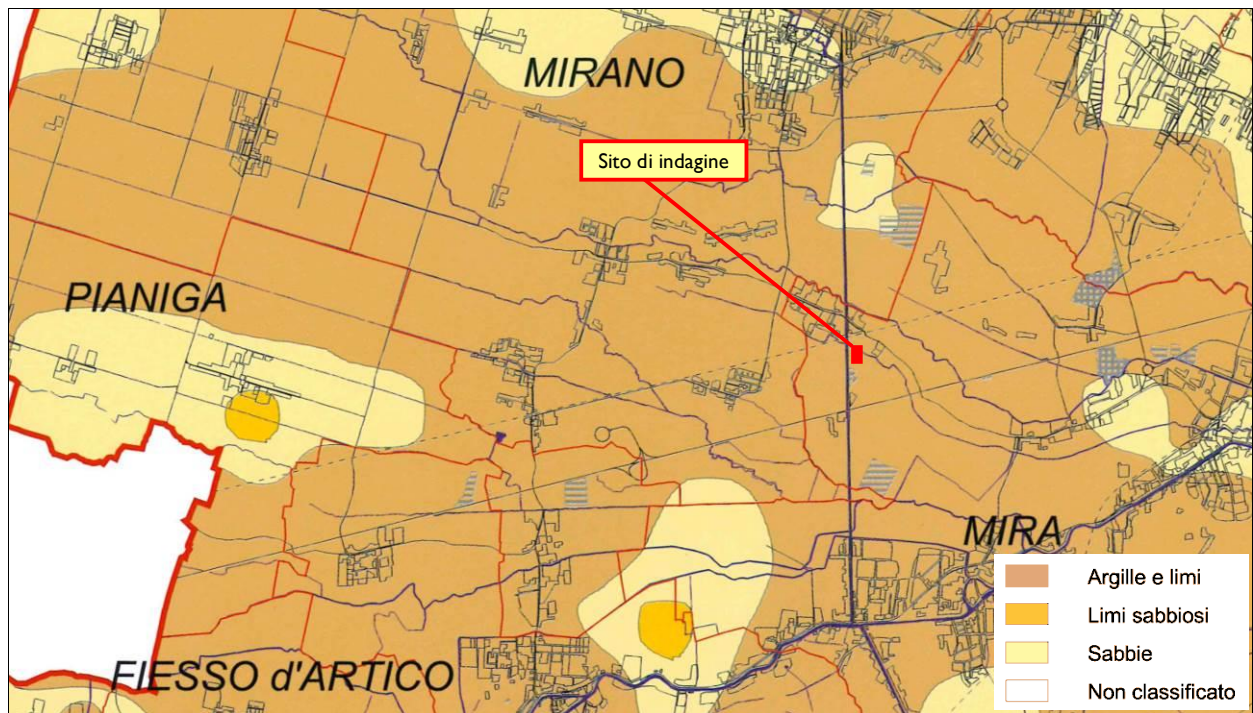 MIRANO
Sito di indagine
PIANIGA
MIRA
FIESSO d'ARTICO
Argille e limi
Limi sabbiosi
Sabbie
Non classificato